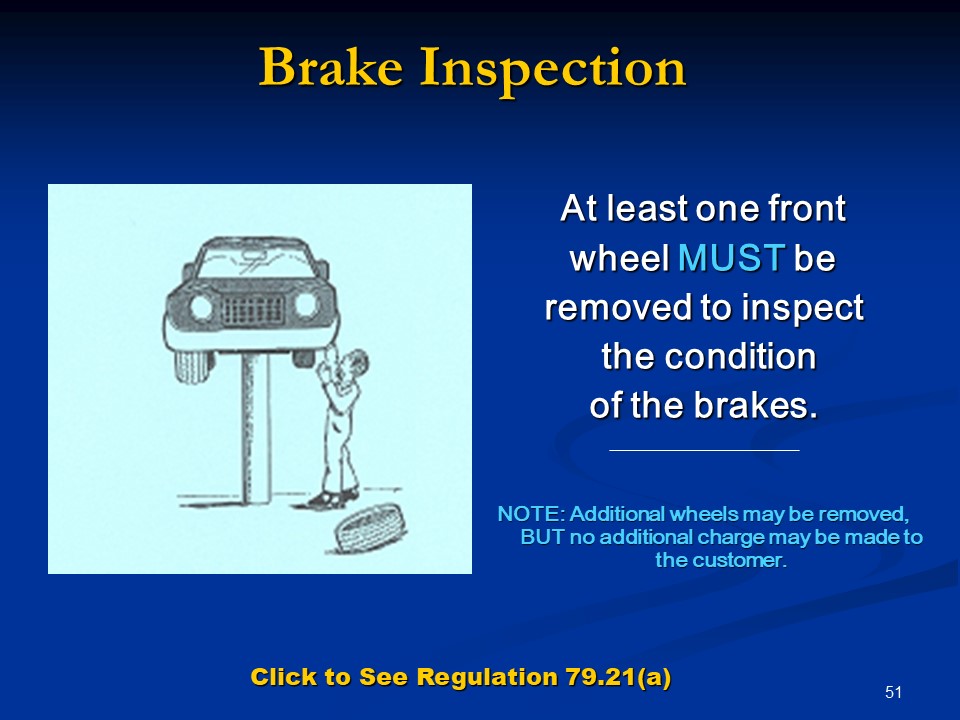 Brake Inspection
At least one front
wheel MUST be
removed to inspect
the condition
of the brakes.
NOTE: Additional wheels may be removed,
BUT no additional charge may be made to
the customer.
Click to See Regulation 79.21(a)
51